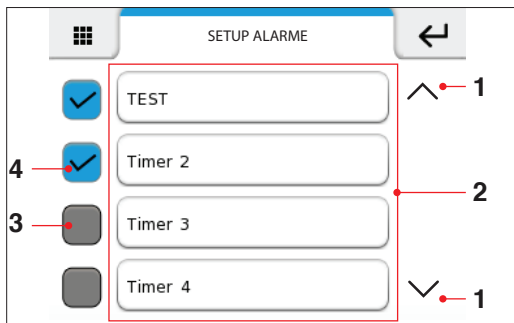 SETUP ALARME
TEST
1
Timer 2
4
2
Timer 3
3
Timer 4
1